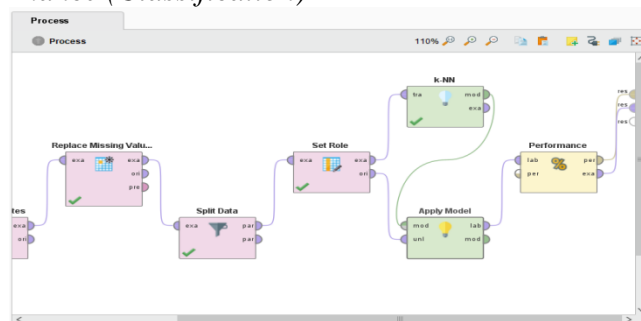 Process
Process
110%
k-NN
tra
mod
exa
res
res
res
Replace Missing Valu...
exa
exa
ori
pre
Set Role
exa
exa
ori
Performance
lab
per
per
exa
tes
exa
ori
Split Data
exa
par
par
Apply Model
mod
lab
unl
mod